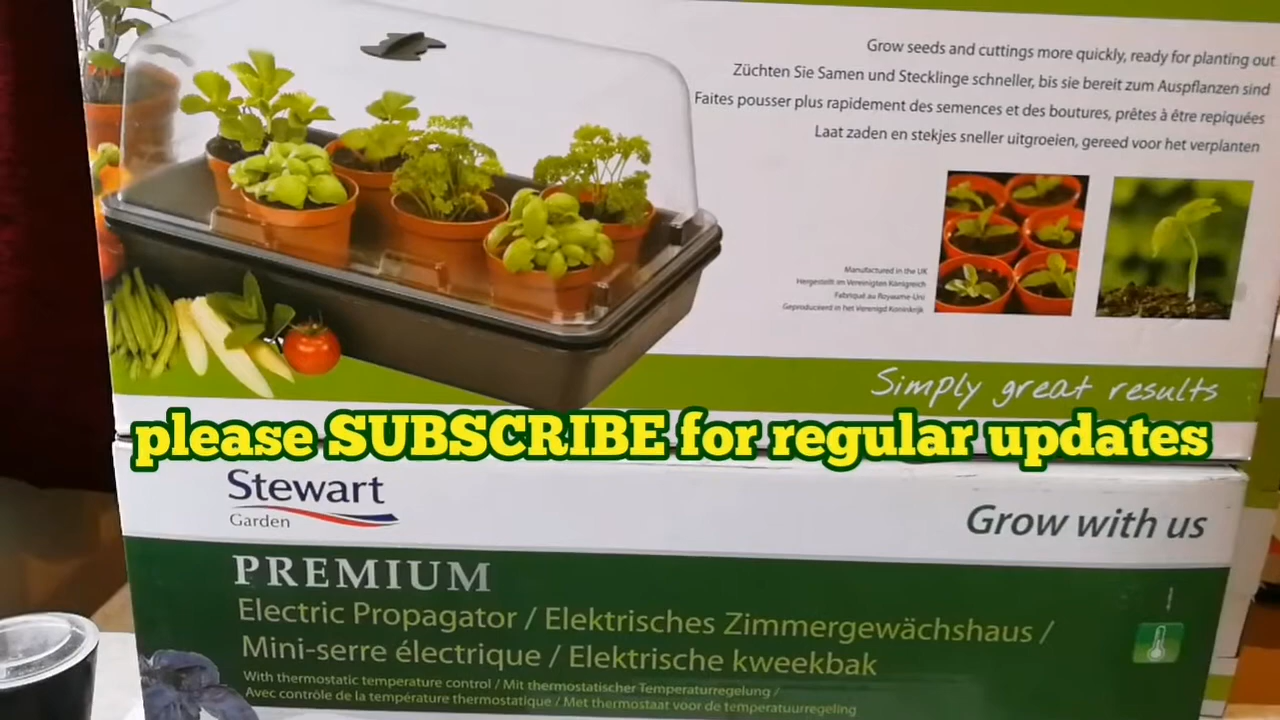 Grow seeds and cuttings more quickly, ready for planting out
Züchten Sie Samen und Stecklinge schneller, bis sie bereit zum Auspflanzen sind
Faites pousser plus rapidement des semences et des boutures, prêtes à être repiquées
Laat zaden en stekjes sneller uitgroeien, gereed voor het verplanten
Manufactured in the UK
Hergestellt im Vereinigten Königreich
Fabriqué au Royaume-Uni
Geproduceerd in het Verenigd Koninkrijk
Simply great results
please SUBSCRIBE for regular updates
Stewart
Garden
Grow with us
PREMIUM
Electric Propagator / Elektrisches Zimmergewächshaus /
Mini-serre électrique / Elektrische kweekbak
With thermostatic temperature control / Mit thermostatischer Temperaturregelung /
Avec contrôle de la température thermostatique / Met thermostaat voor de temperatuurregeling